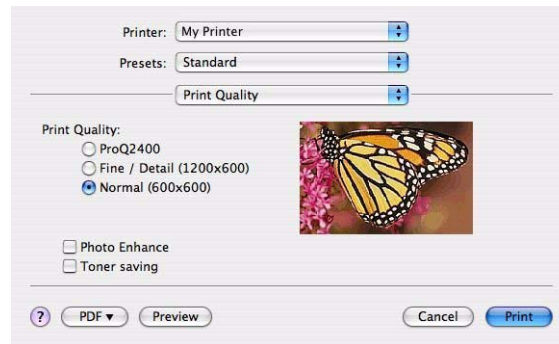 Printer: My Printer
Presets: Standard
Print Quality
Print Quality:
ProQ2400
Fine / Detail (1200x600)
Normal (600x600)
Photo Enhance
Toner saving
? PDF ▾ Preview Cancel Print